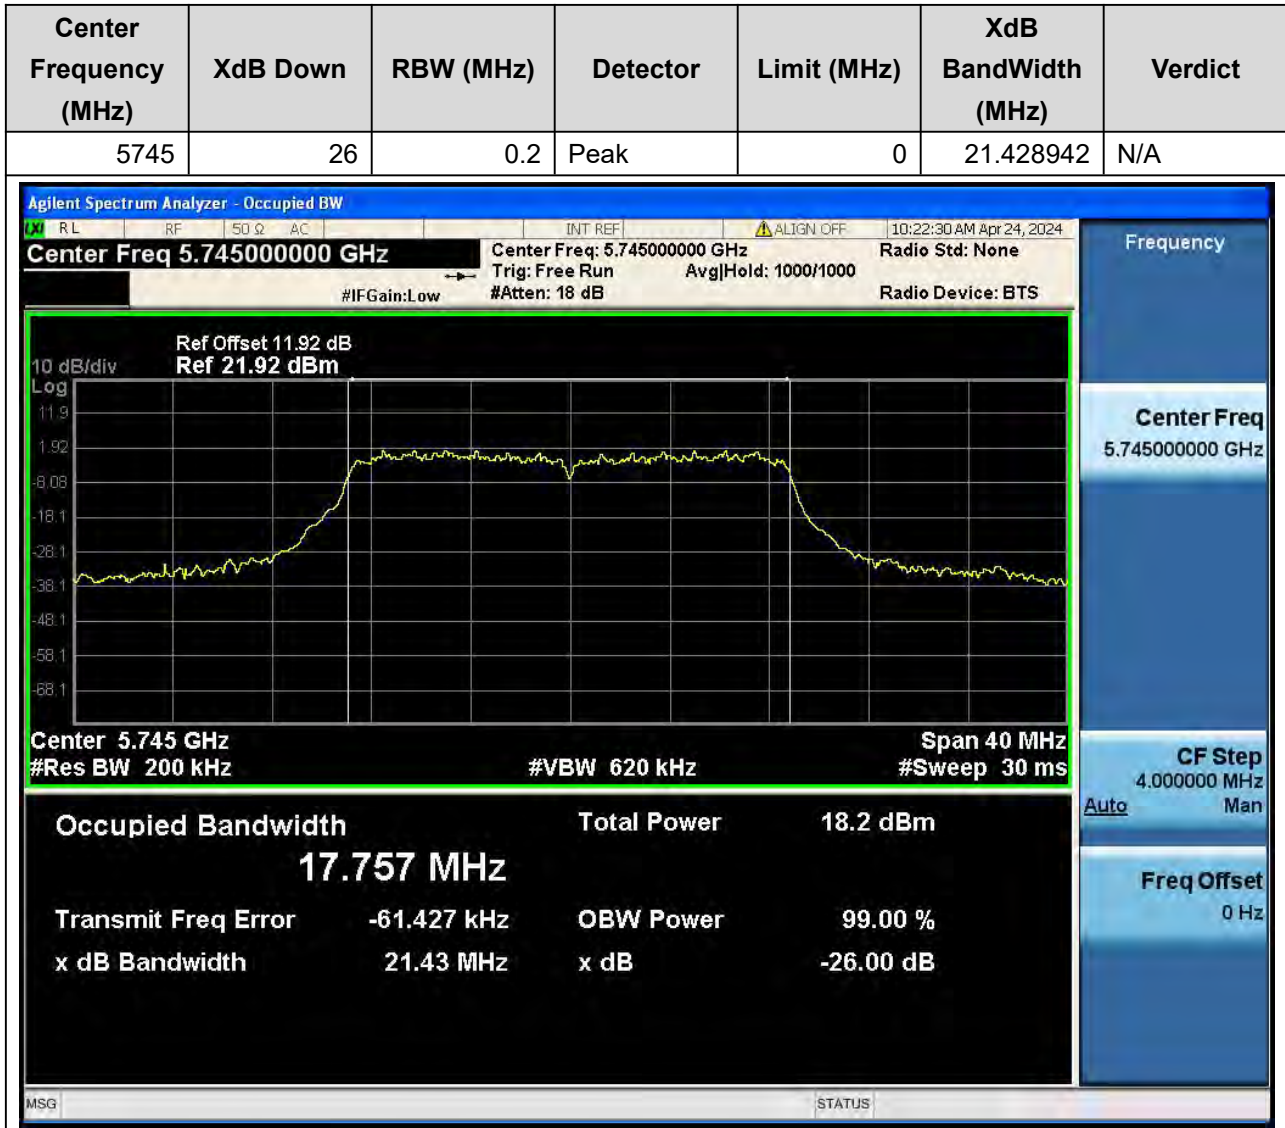 Center Frequency (MHz) XdB Down RBW (MHz) Detector Limit (MHz) XdB BandWidth (MHz) Verdict
5745 26 0.2 Peak 0 21.428942 N/A
Agilent Spectrum Analyzer - Occupied BW
LXI RL RF 50 Ω AC INT REF ALIGN OFF 10:22:30 AM Apr 24, 2024
Center Freq 5.745000000 GHz
Center Freq: 5.745000000 GHz
Radio Std: None
Trig: Free Run Avg|Hold: 1000/1000
#IFGain:Low #Atten: 18 dB
Radio Device: BTS
Ref Offset 11.92 dB
10 dB/div Ref 21.92 dBm
Log
11.9
1.92
-8.08
-18.1
-28.1
-38.1
-48.1
-58.1
-68.1
Center 5.745 GHz Span 40 MHz
#Res BW 200 kHz #VBW 620 kHz #Sweep 30 ms
Occupied Bandwidth Total Power 18.2 dBm
17.757 MHz
Transmit Freq Error -61.427 kHz OBW Power 99.00 %
x dB Bandwidth 21.43 MHz x dB -26.00 dB
MSG STATUS
Frequency
Center Freq
5.745000000 GHz
CF Step
4.000000 MHz
Auto Man
Freq Offset
0 Hz